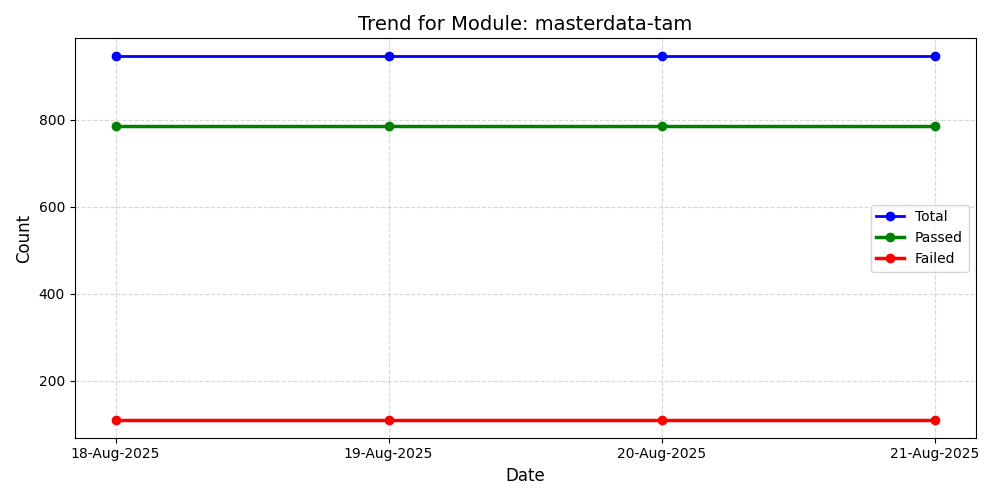 Trend for Module: masterdata-tam
800
600
400
200
Count
Total
Passed
Failed
18-Aug-2025
19-Aug-2025
20-Aug-2025
21-Aug-2025
Date